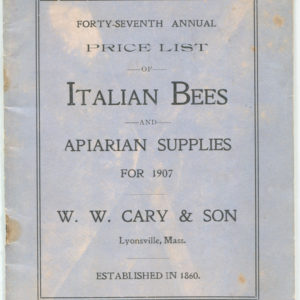 FORTY-SEVENTH ANNUAL
PRICE LIST
OF
ITALIAN BEES
AND
APIARIAN SUPPLIES
FOR 1907
W. W. CARY & SON
Lyonsville, Mass.
ESTABLISHED IN 1860.